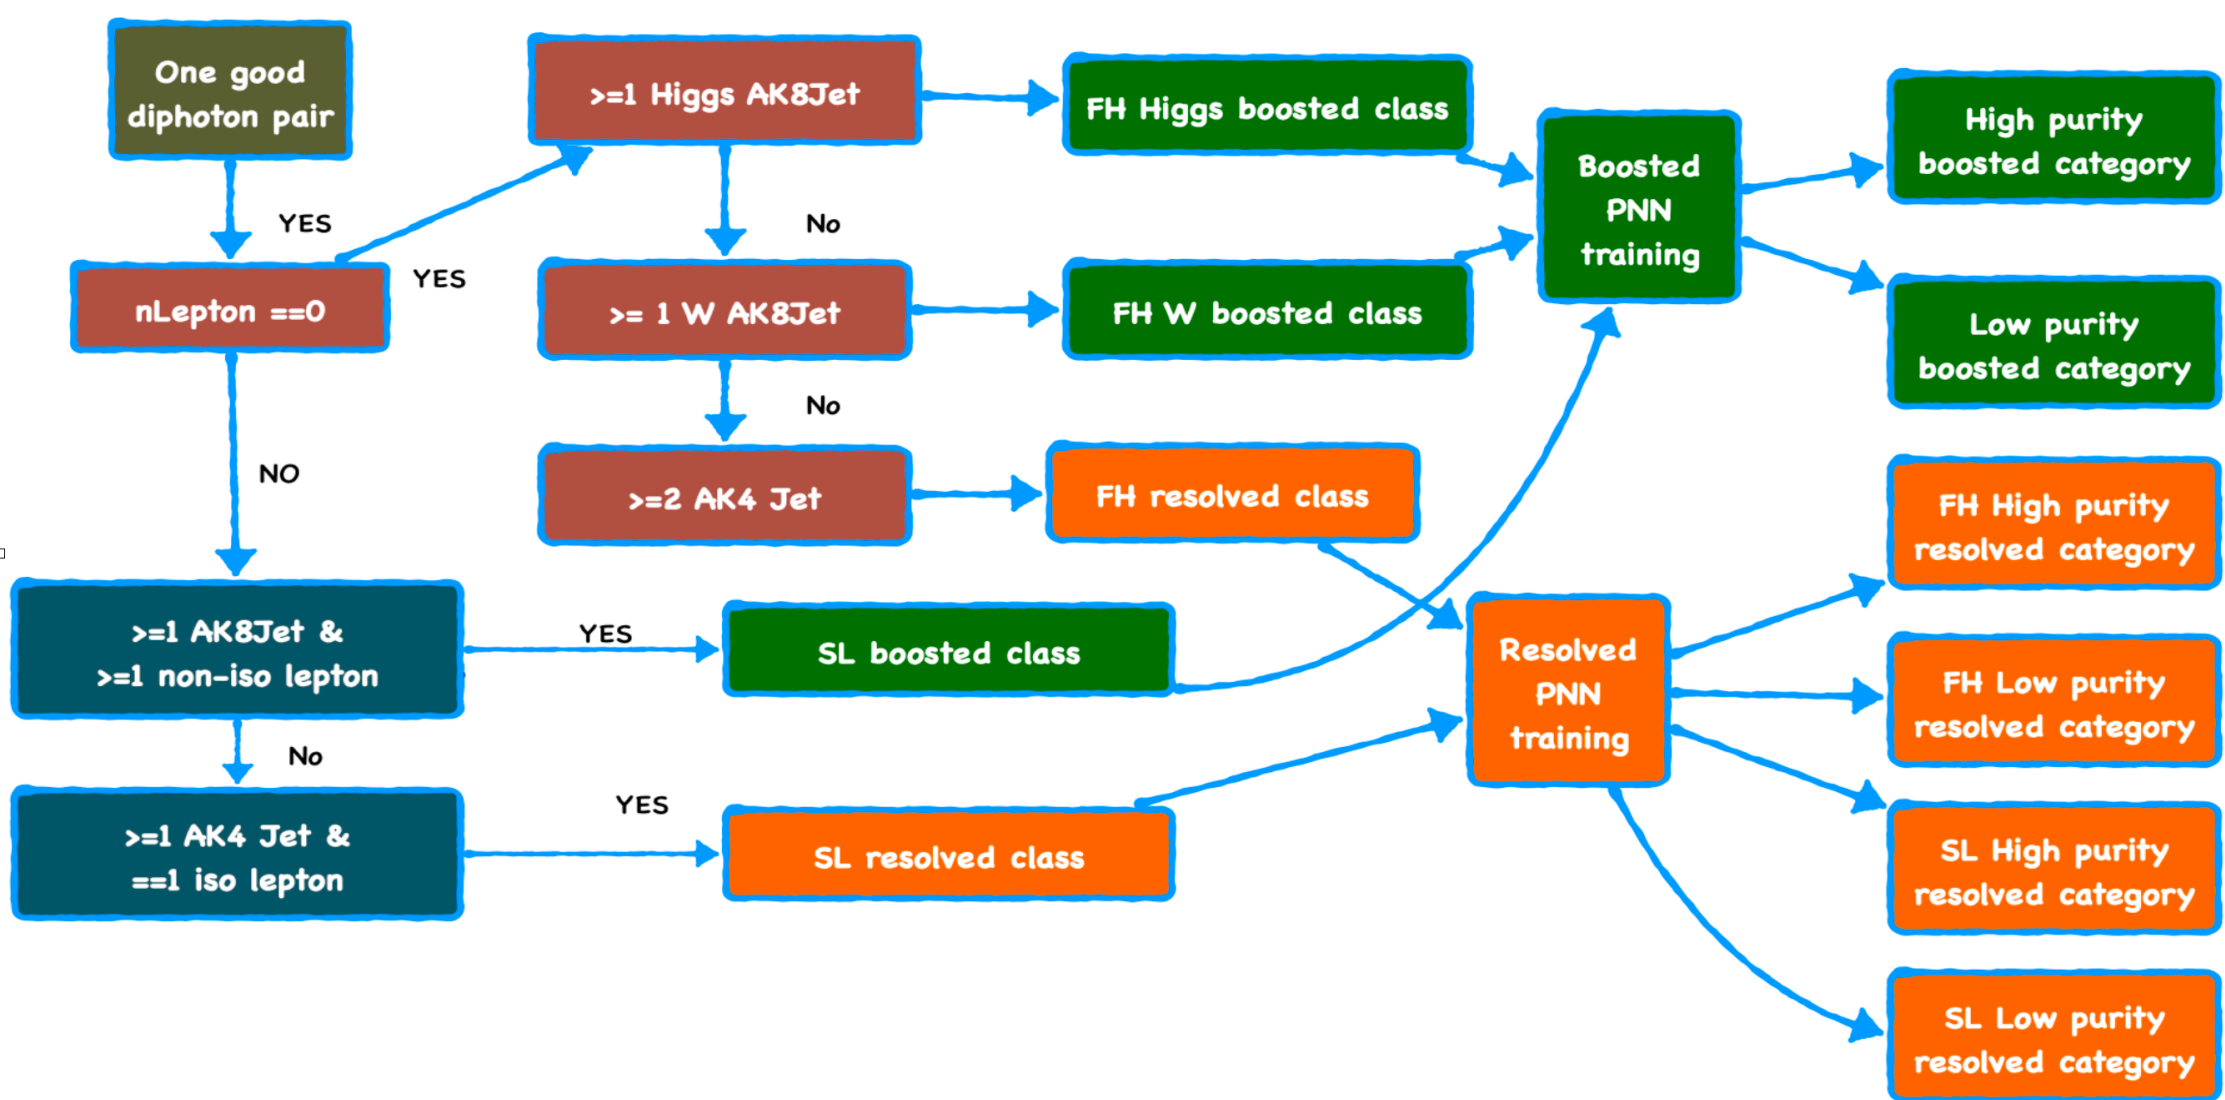 One good
diphoton pair
YES
nLepton ==0
YES
NO
>=1 AK8Jet &
>=1 non-iso lepton
No
>=1 AK4 Jet &
==1 iso lepton
>=1 Higgs AK8Jet
No
>= 1 W AK8Jet
No
>=2 AK4 Jet
YES
SL boosted class
YES
SL resolved class
FH Higgs boosted class
FH W boosted class
FH resolved class
Boosted
PNN
training
Resolved
PNN
training
High purity
boosted category
Low purity
boosted category
FH High purity
resolved category
FH Low purity
resolved category
SL High purity
resolved category
SL Low purity
resolved category